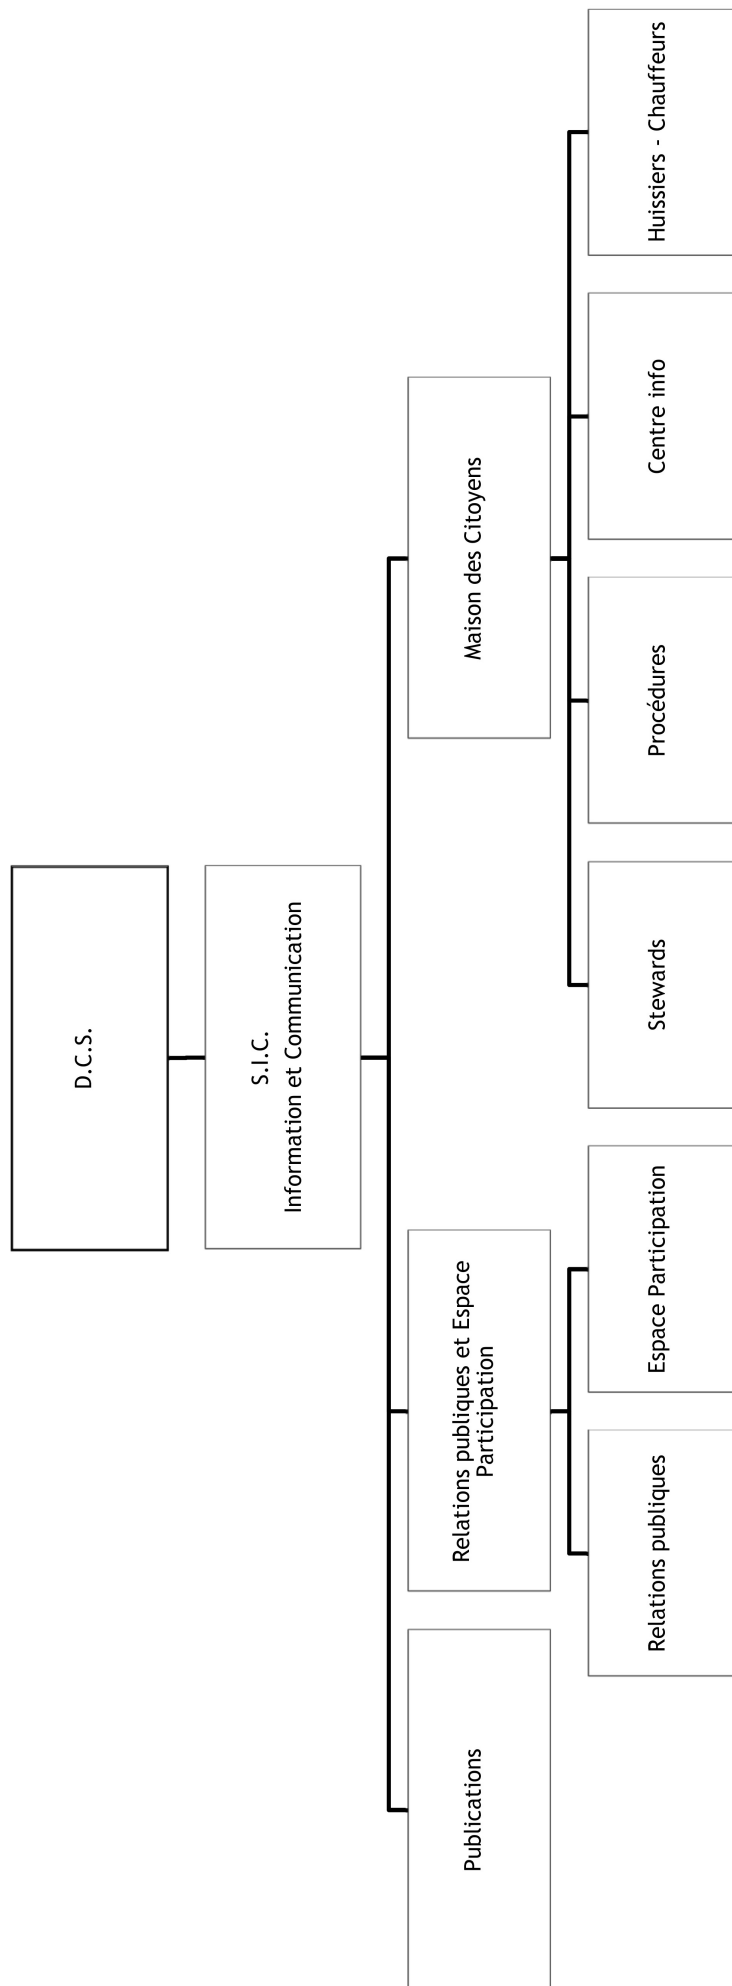 D.C.S.
S.I.C.
Information et Communication
Publications
Relations publiques et Espace
Participation
Maison des Citoyens
Relations publiques
Espace Participation
Stewards
Procédures
Centre info
Huissiers - Chauffeurs